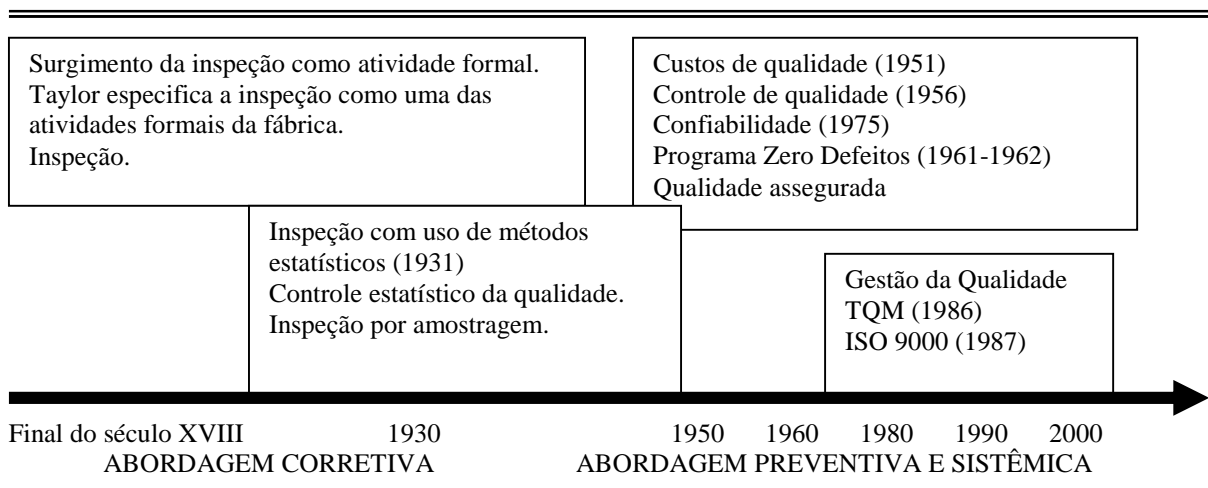 Surgimento da inspeção como atividade formal.
Taylor especifica a inspeção como uma das
atividades formais da fábrica.
Inspeção.
Custos de qualidade (1951)
Controle de qualidade (1956)
Confiabilidade (1975)
Programa Zero Defeitos (1961-1962)
Qualidade assegurada
Inspeção com uso de métodos
estatísticos (1931)
Controle estatístico da qualidade.
Inspeção por amostragem.
Gestão da Qualidade
TQM (1986)
ISO 9000 (1987)
Final do século XVIII 1930 1950 1960 1980 1990 2000
ABORDAGEM CORRETIVA ABORDAGEM PREVENTIVA E SISTÊMICA